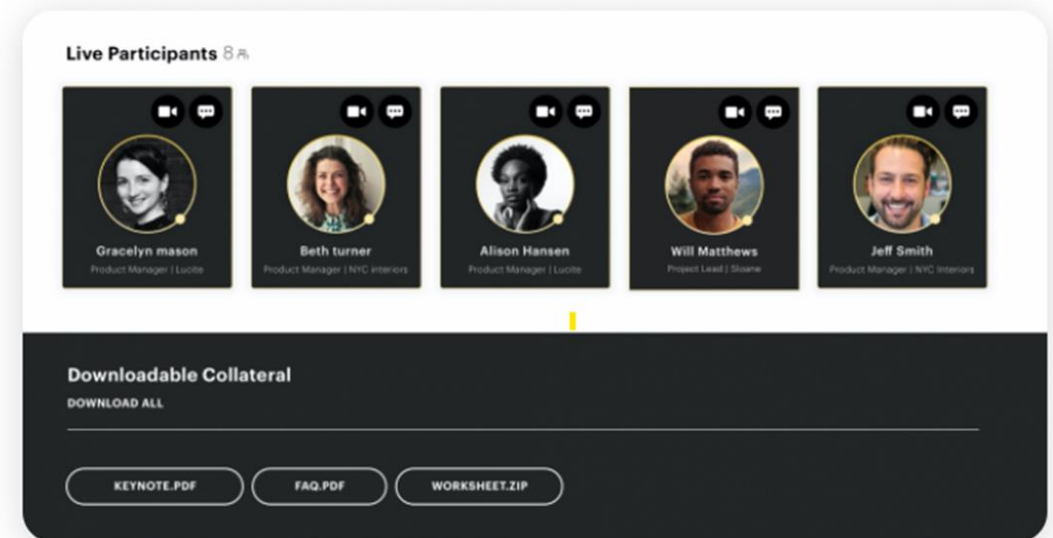 Live Participants 8
Gracelyn mason
Product Manager | Lucite
Beth turner
Product Manager | NYC interiors
Alison Hansen
Product Manager | Lucite
Will Matthews
Project Lead | Sloane
Jeff Smith
Product Manager | NYC Interiors
Downloadable Collateral
DOWNLOAD ALL
KEYNOTE.PDF
FAQ.PDF
WORKSHEET.ZIP